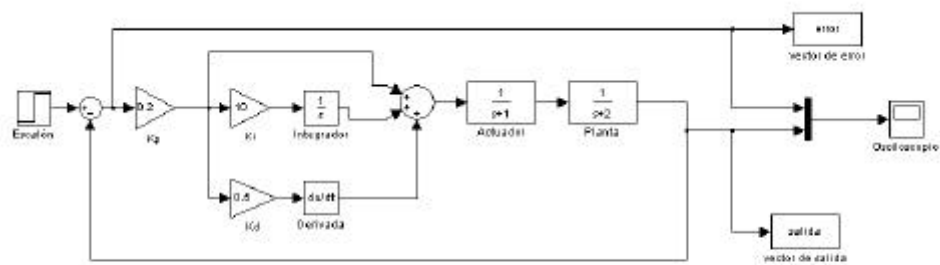 error
vector de error
Escalón
0.2
Kp
10
Ki
1
s
Integrador
1
s+1
Actuador
1
s+2
Planta
Osciloscopio
0.5
Kd
du/dt
Derivada
salida
vector de salida